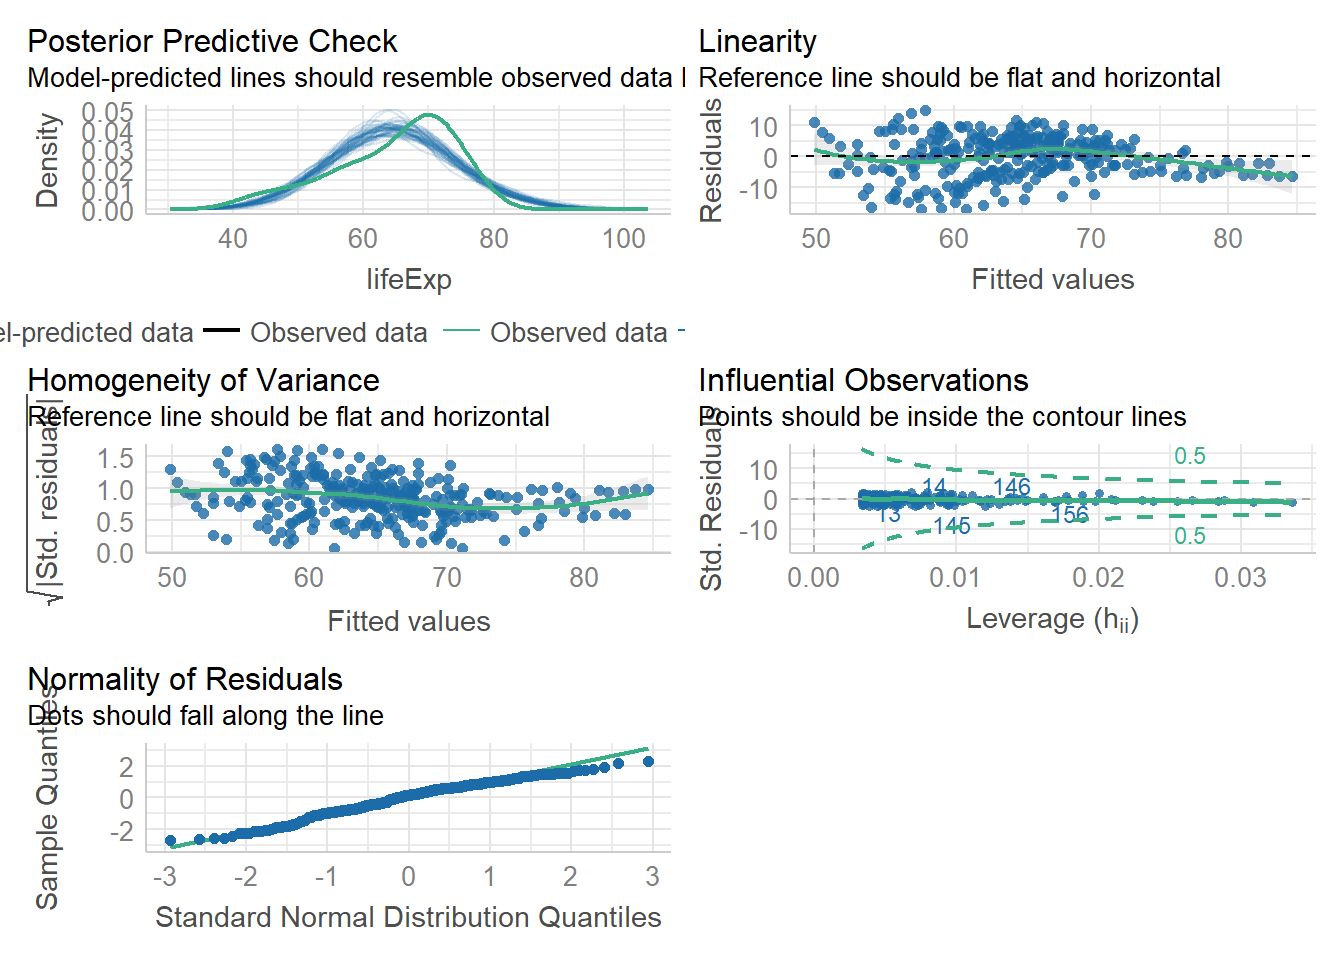 Posterior Predictive Check
Model-predicted lines should resemble observed data l
Density
0.05
0.04
0.03
0.02
0.01
0.00
40 60 80 100
lifeExp
el-predicted data Observed data Observed data
Linearity
Reference line should be flat and horizontal
Residuals
10
0
-10
50 60 70 80
Fitted values
Homogeneity of Variance
Reference line should be flat and horizontal
√|Std. residuals|
1.5
1.0
0.5
0.0
50 60 70 80
Fitted values
Influential Observations
Points should be inside the contour lines
Std. Residuals
10
0
-10
0.5
14 146
13 145 156
0.5
0.00 0.01 0.02 0.03
Leverage (hii)
Normality of Residuals
Dots should fall along the line
Sample Quantiles
2
0
-2
-3 -2 -1 0 1 2 3
Standard Normal Distribution Quantiles